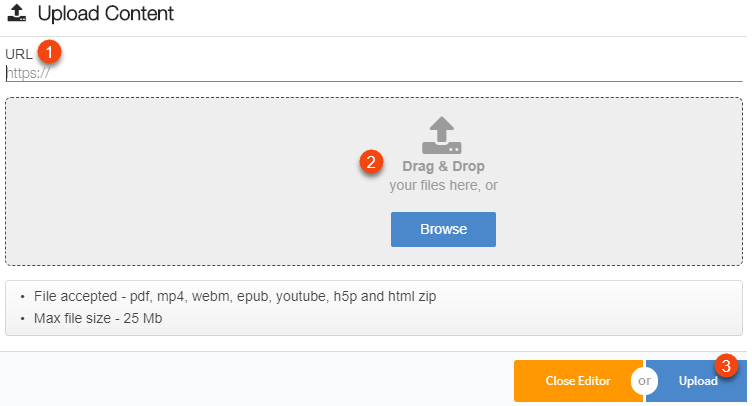 Upload Content
URL 1
https://
2
Drag & Drop
your files here, or
Browse
• File accepted - pdf, mp4, webm, epub, youtube, h5p and html zip
• Max file size - 25 Mb
3
Close Editor or Upload